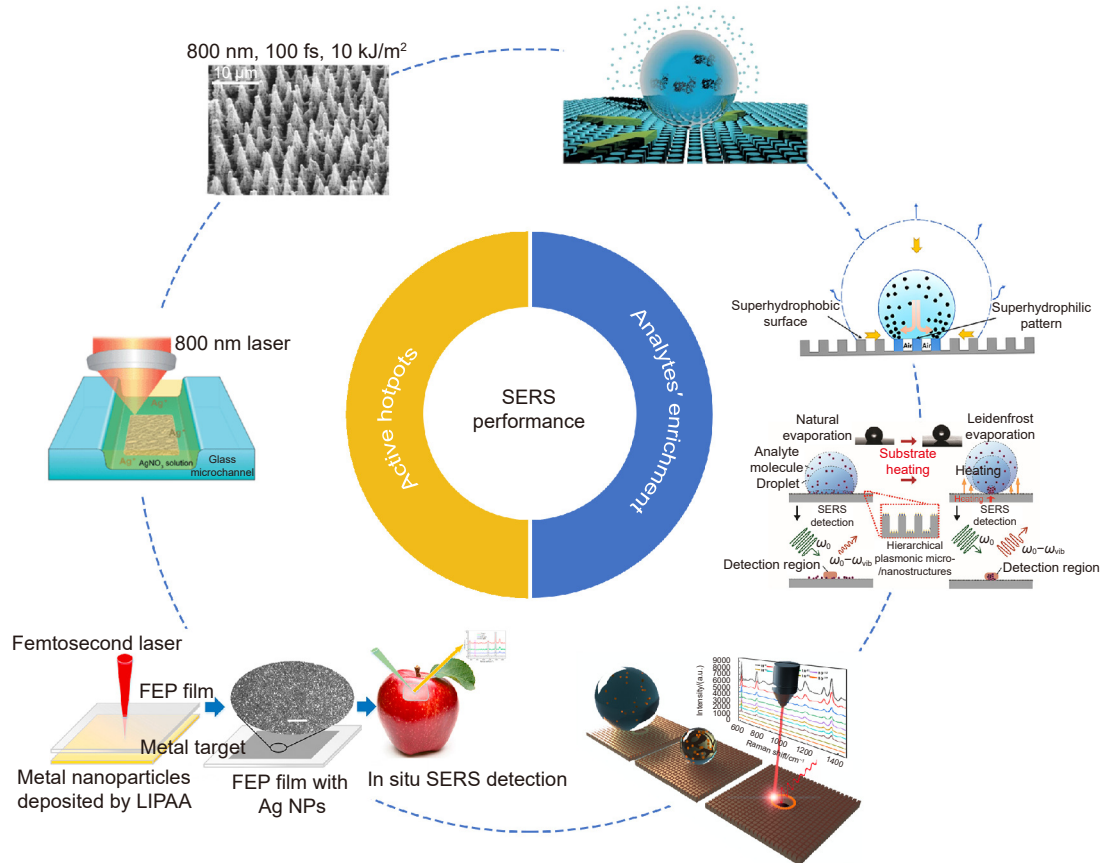 800 nm, 100 fs, 10 kJ/m²
10 μm
Superhydrophobic
surface
Superhydrophilic
pattern
Air
Air
800 nm laser
Ag⁺
Ag⁺
Ag⁺
AgNO₃ solution
Glass
microchannel
Active hotpots
SERS
performance
Analytes' enrichment
Natural
evaporation
Leidenfrost
evaporation
Substrate
heating
Analyte
molecule
Droplet
Heating
Heating
SERS
detection
SERS
detection
ω₀
ω₀–ω_vib
Hierarchical
plasmonic micro-
/nanostructures
ω₀
ω₀–ω_vib
Detection region
Detection region
Femtosecond laser
FEP film
Metal target
Metal nanoparticles
deposited by LIPAA
FEP film with
Ag NPs
In situ SERS detection
Intensity/(a.u.)
9000
8000
7000
6000
5000
4000
3000
2000
1000
0
600
800
1000
1200
1400
Raman shift/cm⁻¹